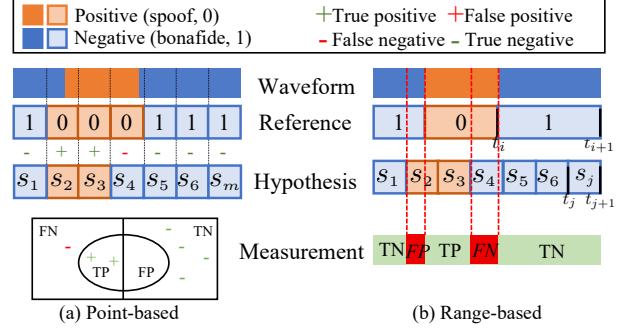 Positive (spoof, 0)
Negative (bonafide, 1)
+True positive
+False positive
- False negative
- True negative
Waveform
1 0 0 0 1 1 1
Reference
1 0 1
t_i t_{i+1}
- + + - - - -
s_1 s_2 s_3 s_4 s_5 s_6 s_m
Hypothesis
s_1 s_2 s_3 s_4 s_5 s_6 s_j
t_j t_{j+1}
FN TN
- - - - -
+ +
TP FP
Measurement
TN FP TP FN TN
(a) Point-based
(b) Range-based